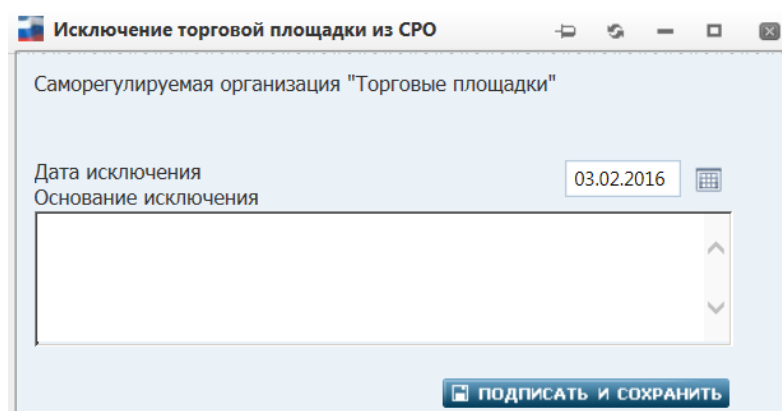 Исключение торговой площадки из СРО
Саморегулируемая организация "Торговые площадки"
Дата исключения
03.02.2016
Основание исключения
ПОДПИСАТЬ И СОХРАНИТЬ